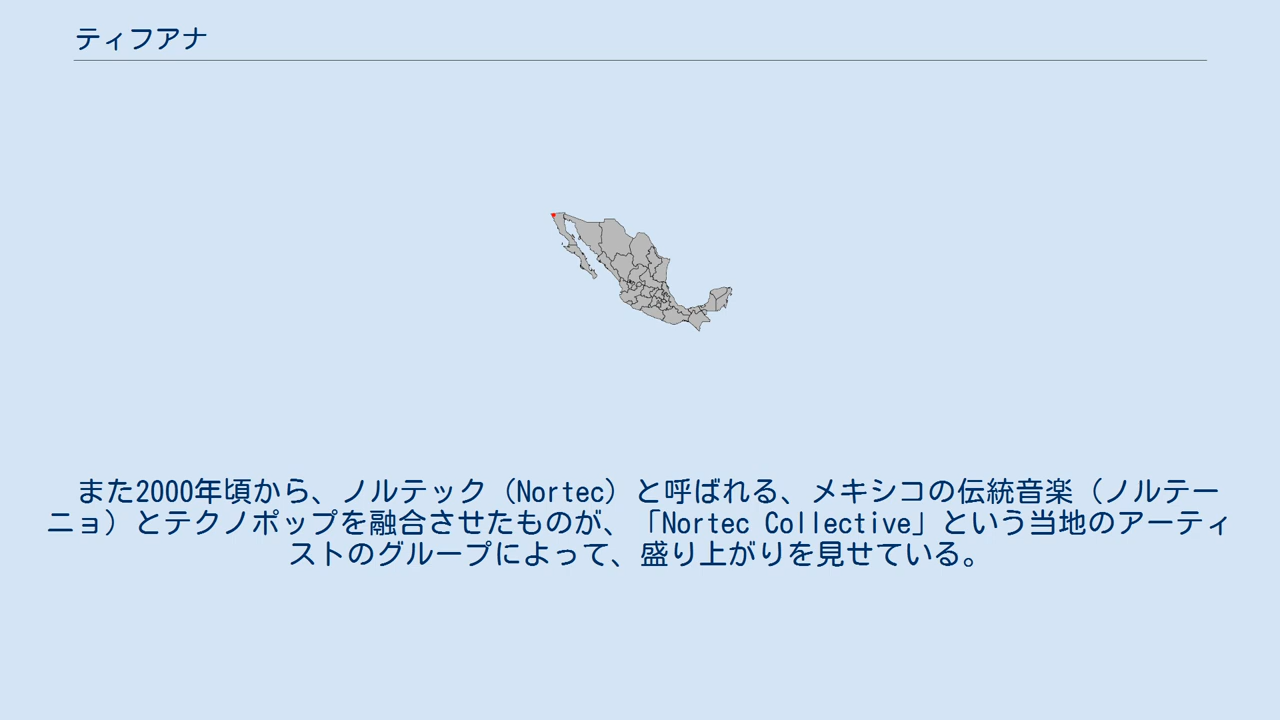 ティフアナ
また2000年頃から、ノルテック（Nortec）と呼ばれる、メキシコの伝統音楽（ノルテー
ニョ）とテクノポップを融合させたものが、「Nortec Collective」という当地のアーティ
ストのグループによって、盛り上がりを見せている。